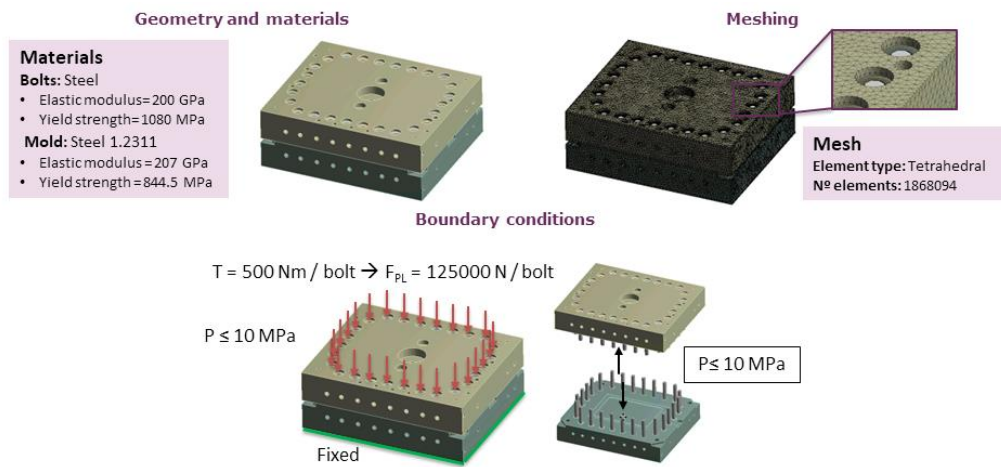 Geometry and materials
Meshing
Materials
Bolts: Steel
• Elastic modulus= 200 GPa
• Yield strength=1080 MPa
Mold: Steel 1.2311
• Elastic modulus = 207 GPa
• Yield strength =844.5 MPa
Mesh
Element type: Tetrahedral
Nº elements: 1868094
Boundary conditions
T = 500 Nm / bolt → FPL = 125000 N / bolt
P ≤ 10 MPa
P≤ 10 MPa
Fixed